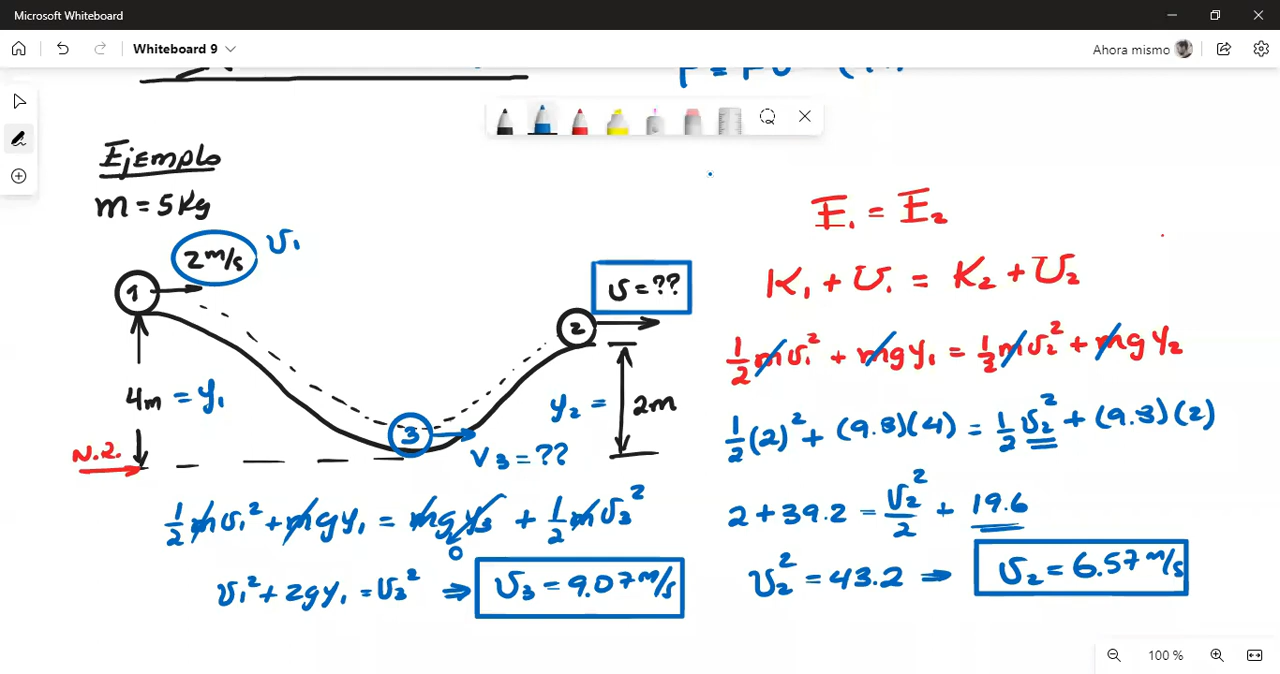 Microsoft Whiteboard
Whiteboard 9
Ahora mismo
Ejemplo
m = 5 Kg
2 m/s
v₁
1
v = ??
2
4m = y₁
y₂ =
2m
N.R.
3
v₃ = ??
½mv₁² + mgy₁ = mgy₃ + ½mv₃²
0
v₁² + 2gy₁ = v₃² ⇒ v₃ = 9.07 m/s
E₁ = E₂
K₁ + U₁ = K₂ + U₂
½mv₁² + mgy₁ = ½mv₂² + mgy₂
½(2)² + (9.8)(4) = ½v₂² + (9.8)(2)
2 + 39.2 = v₂²/2 + 19.6
v₂² = 43.2 ⇒ v₂ = 6.57 m/s
100 %